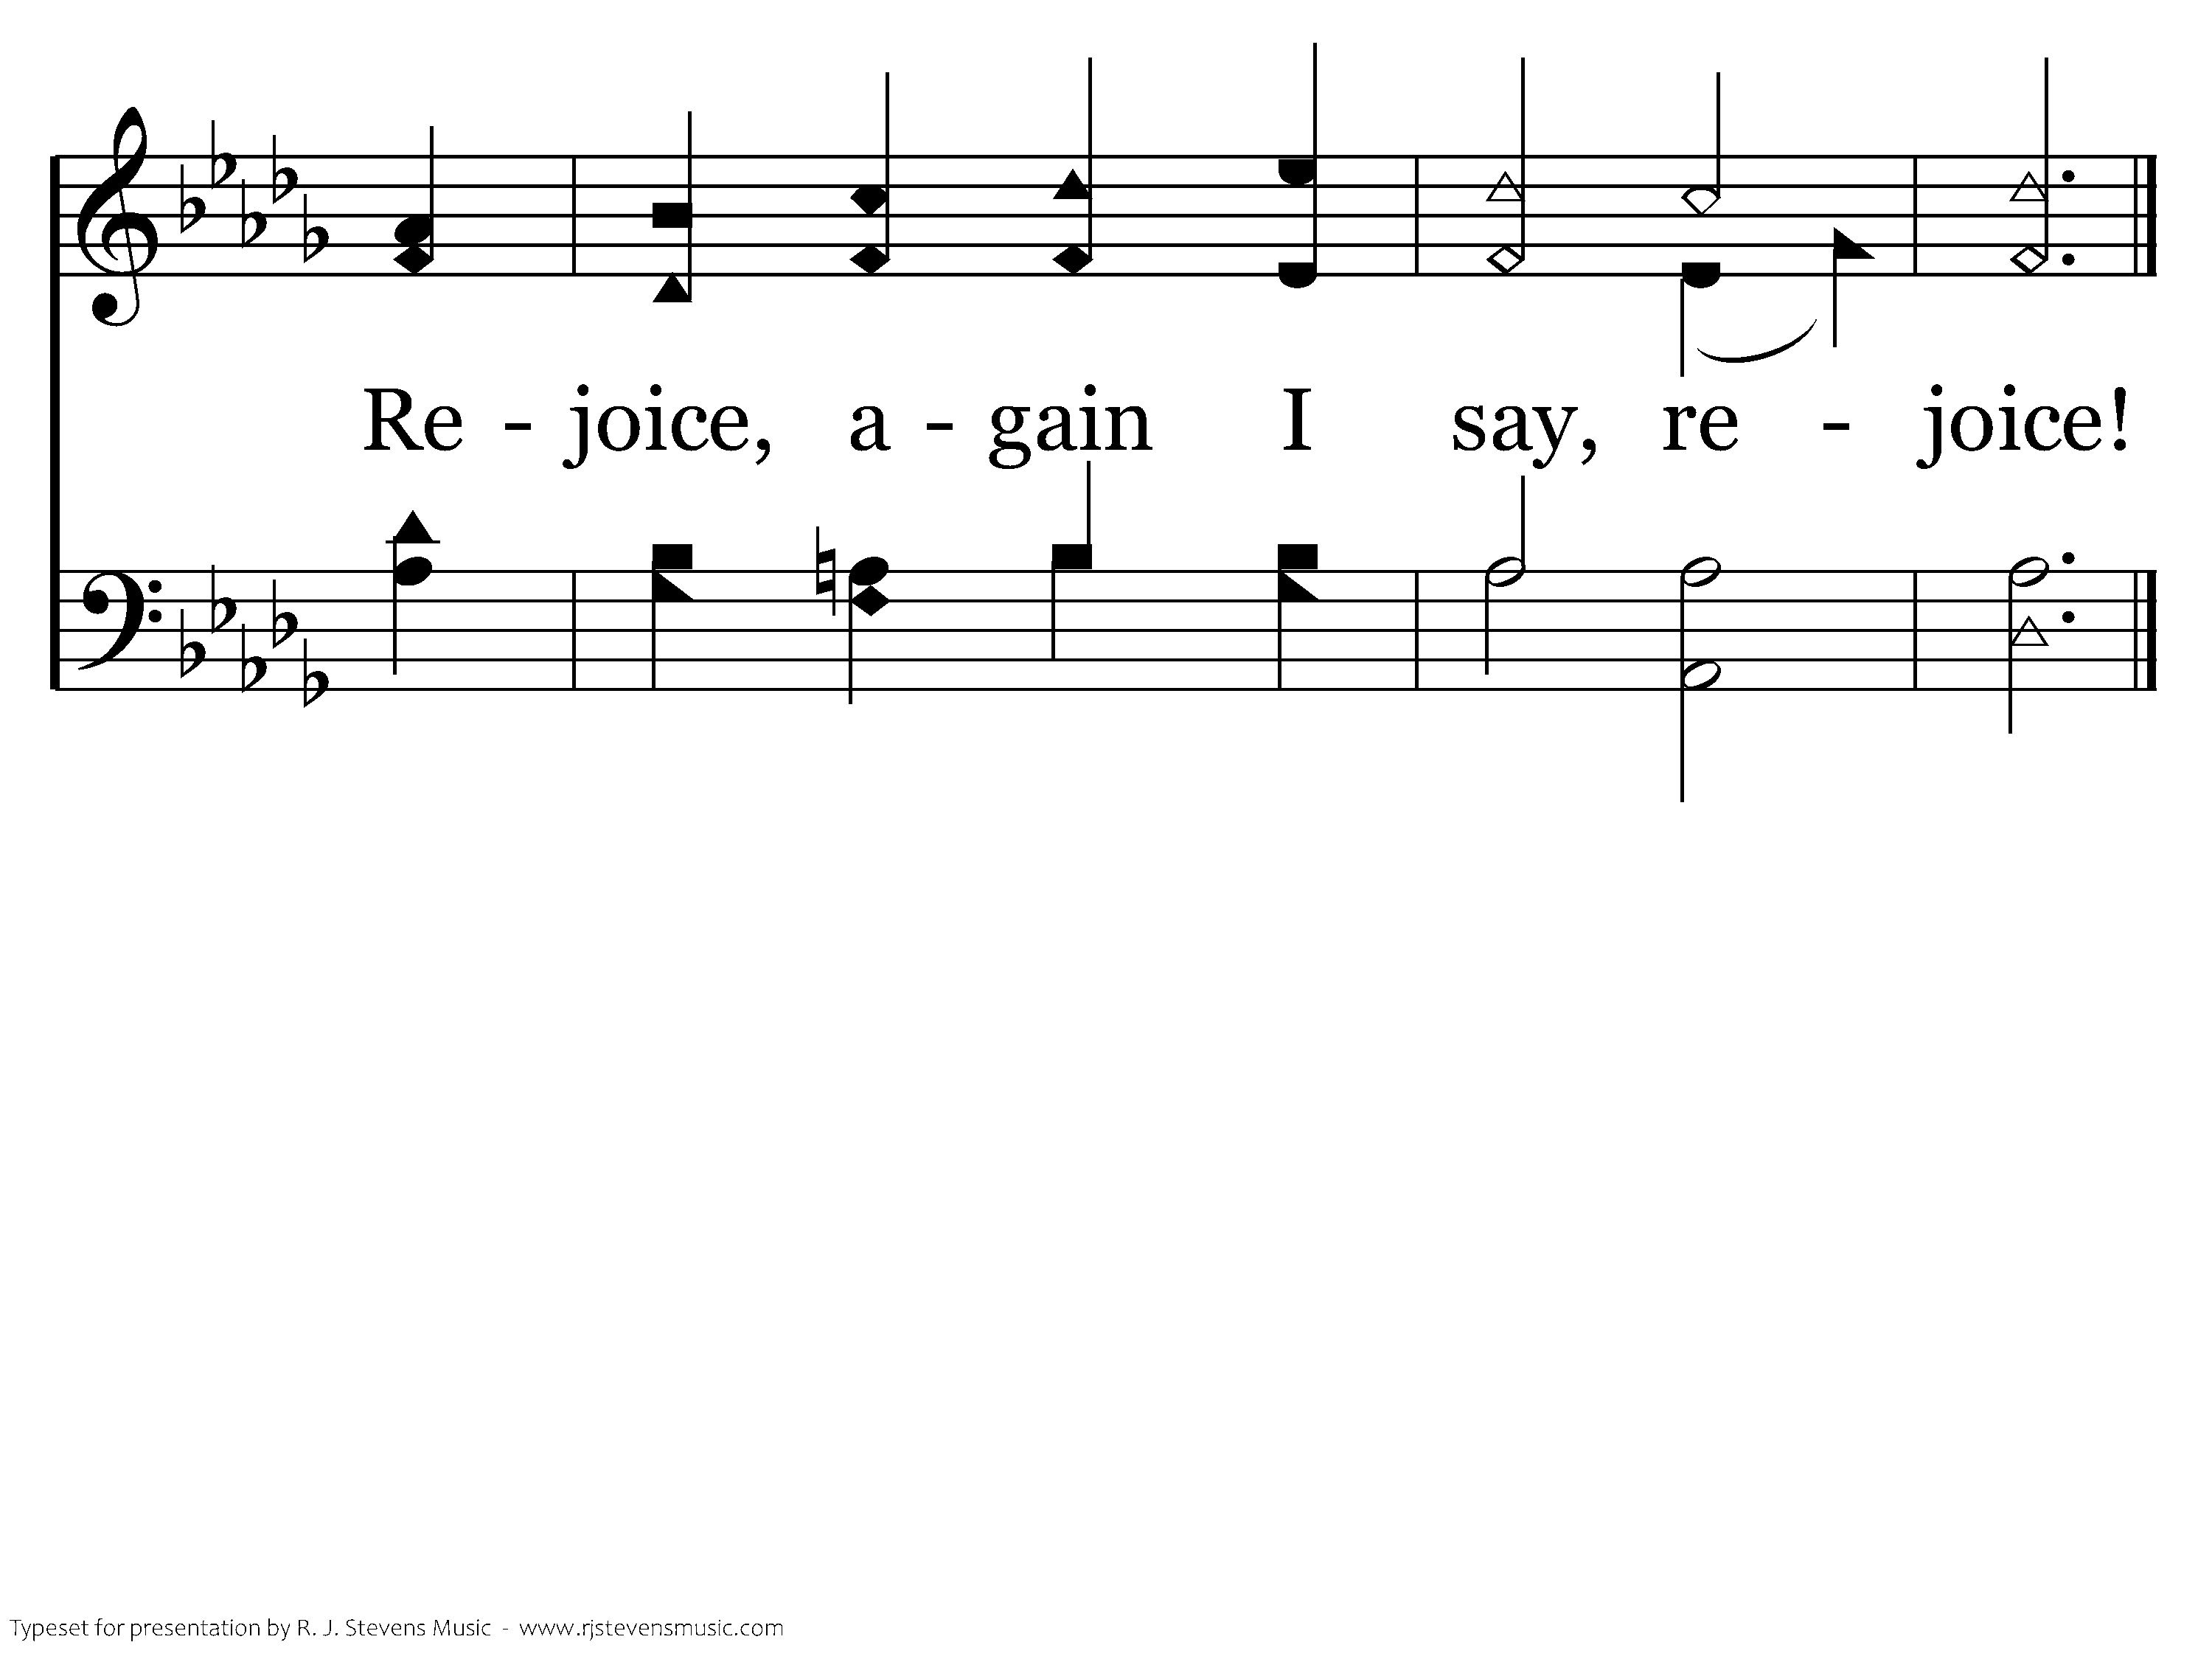 Re - joice, a - gain I say, re - joice!
Typeset for presentation by R. J. Stevens Music - www.rjstevensmusic.com